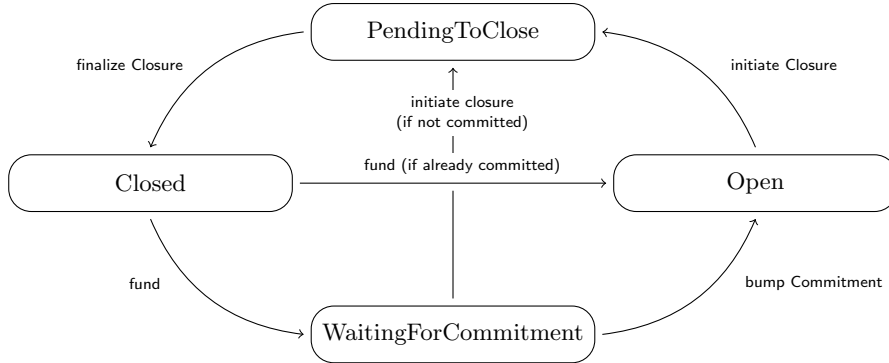 PendingToClose
finalize Closure
initiate Closure
initiate closure
(if not committed)
fund (if already committed)
Closed
Open
fund
bump Commitment
WaitingForCommitment